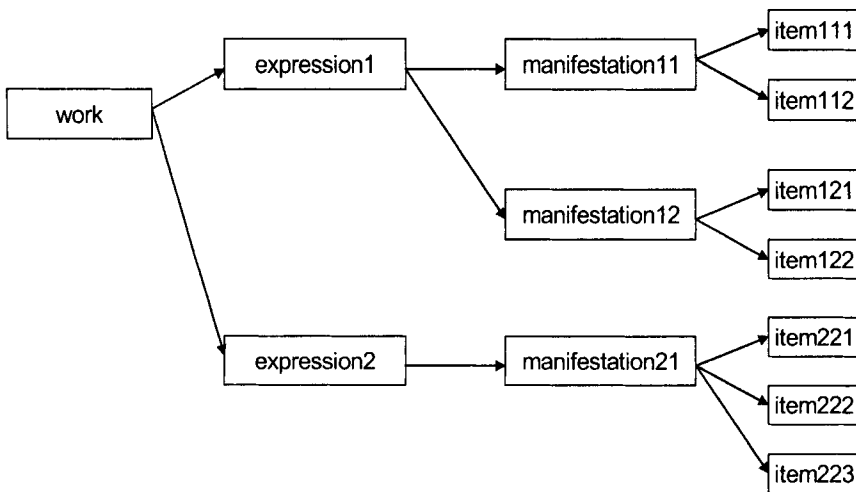 work
expression1
manifestation11
item111
item112
manifestation12
item121
item122
expression2
manifestation21
item221
item222
item223